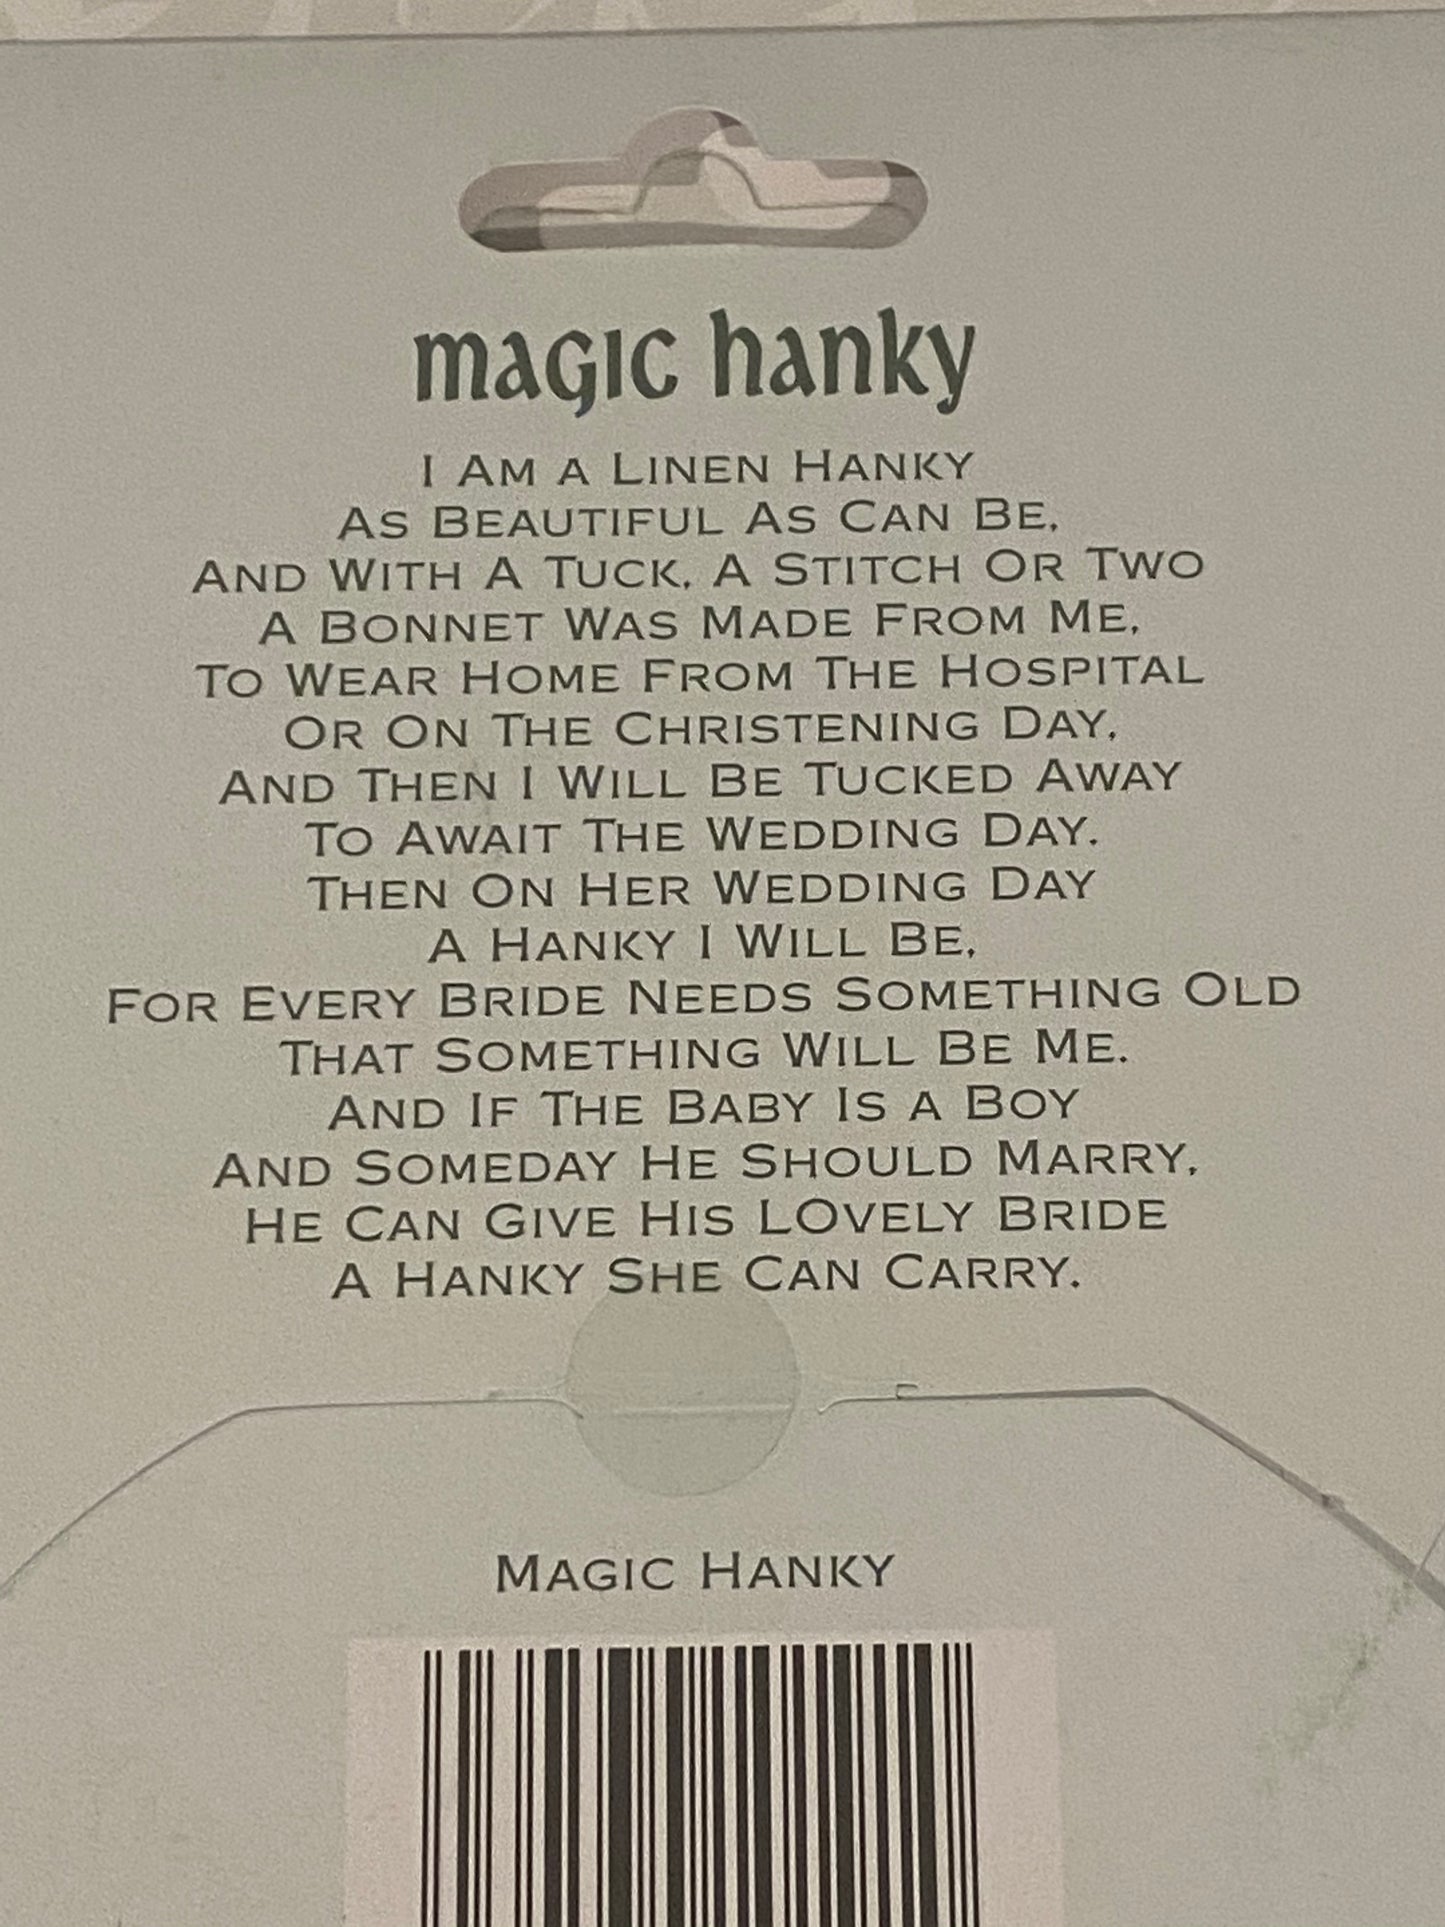 magic hanky
I Am a Linen Hanky
As Beautiful As Can Be,
And With A Tuck, A Stitch Or Two
A Bonnet Was Made From Me,
To Wear Home From The Hospital
Or On The Christening Day,
And Then I Will Be Tucked Away
To Await The Wedding Day.
Then On Her Wedding Day
A Hanky I Will Be,
For Every Bride Needs Something Old
That Something Will Be Me.
And If The Baby Is a Boy
And Someday He Should Marry,
He Can Give His LOvely Bride
A Hanky She Can Carry.
Magic Hanky